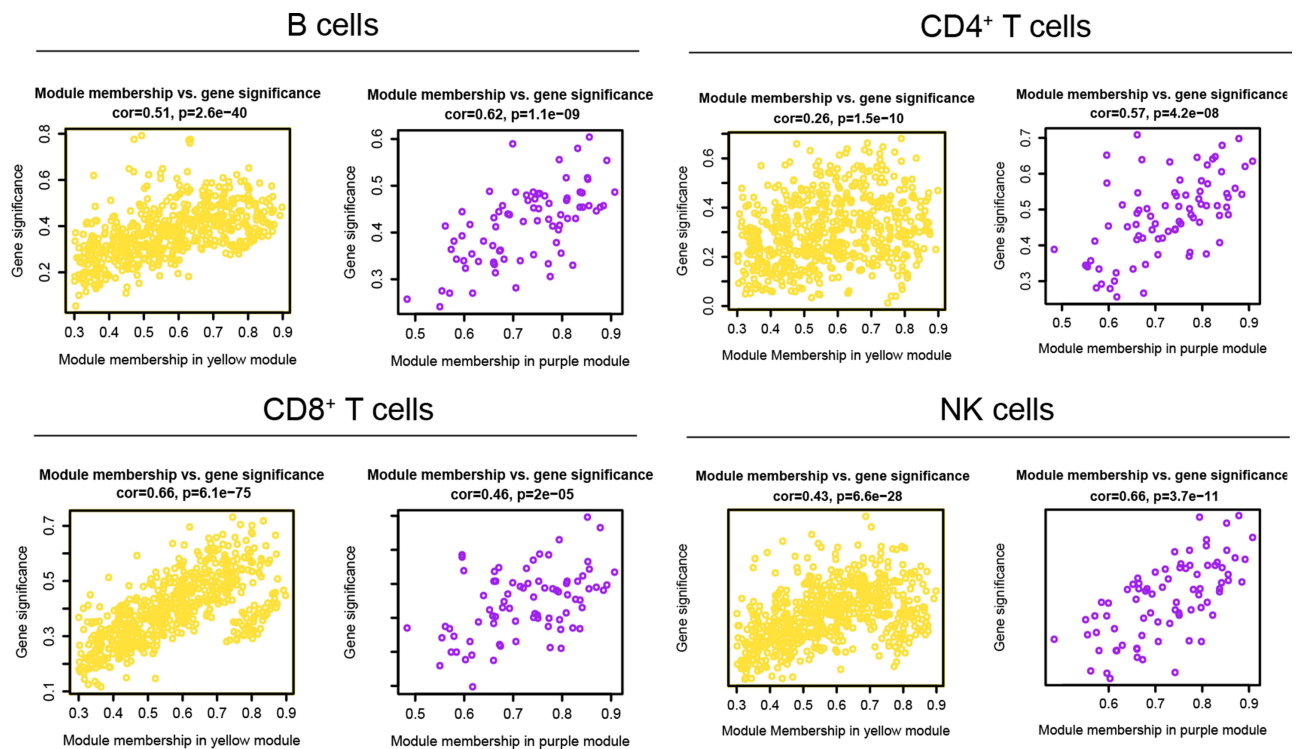 B cells
CD4⁺ T cells
Module membership vs. gene significance
cor=0.51, p=2.6e−40
Gene significance
0.8
0.6
0.4
0.2
0.3 0.4 0.5 0.6 0.7 0.8 0.9
Module membership in yellow module
Module membership vs. gene significance
cor=0.62, p=1.1e−09
Gene significance
0.6
0.5
0.4
0.3
0.5 0.6 0.7 0.8 0.9
Module membership in purple module
Module membership vs. gene significance
cor=0.26, p=1.5e−10
Gene significance
0.6
0.4
0.2
0.0
0.3 0.4 0.5 0.6 0.7 0.8 0.9
Module Membership in yellow module
Module membership vs. gene significance
cor=0.57, p=4.2e−08
Gene significance
0.7
0.5
0.3
0.5 0.6 0.7 0.8 0.9
Module membership in purple module
CD8⁺ T cells
NK cells
Module membership vs. gene significance
cor=0.66, p=6.1e−75
Gene significance
0.7
0.5
0.3
0.1
0.3 0.4 0.5 0.6 0.7 0.8 0.9
Module Membership in yellow module
Module membership vs. gene significance
cor=0.46, p=2e−05
Gene significance
0.5 0.6 0.7 0.8 0.9
Module membership in purple module
Module membership vs. gene significance
cor=0.43, p=6.6e−28
Gene significance
0.3 0.4 0.5 0.6 0.7 0.8 0.9
Module Membership in yellow module
Module membership vs. gene significance
cor=0.66, p=3.7e−11
Gene significance
0.6 0.7 0.8 0.9
Module membership in purple module